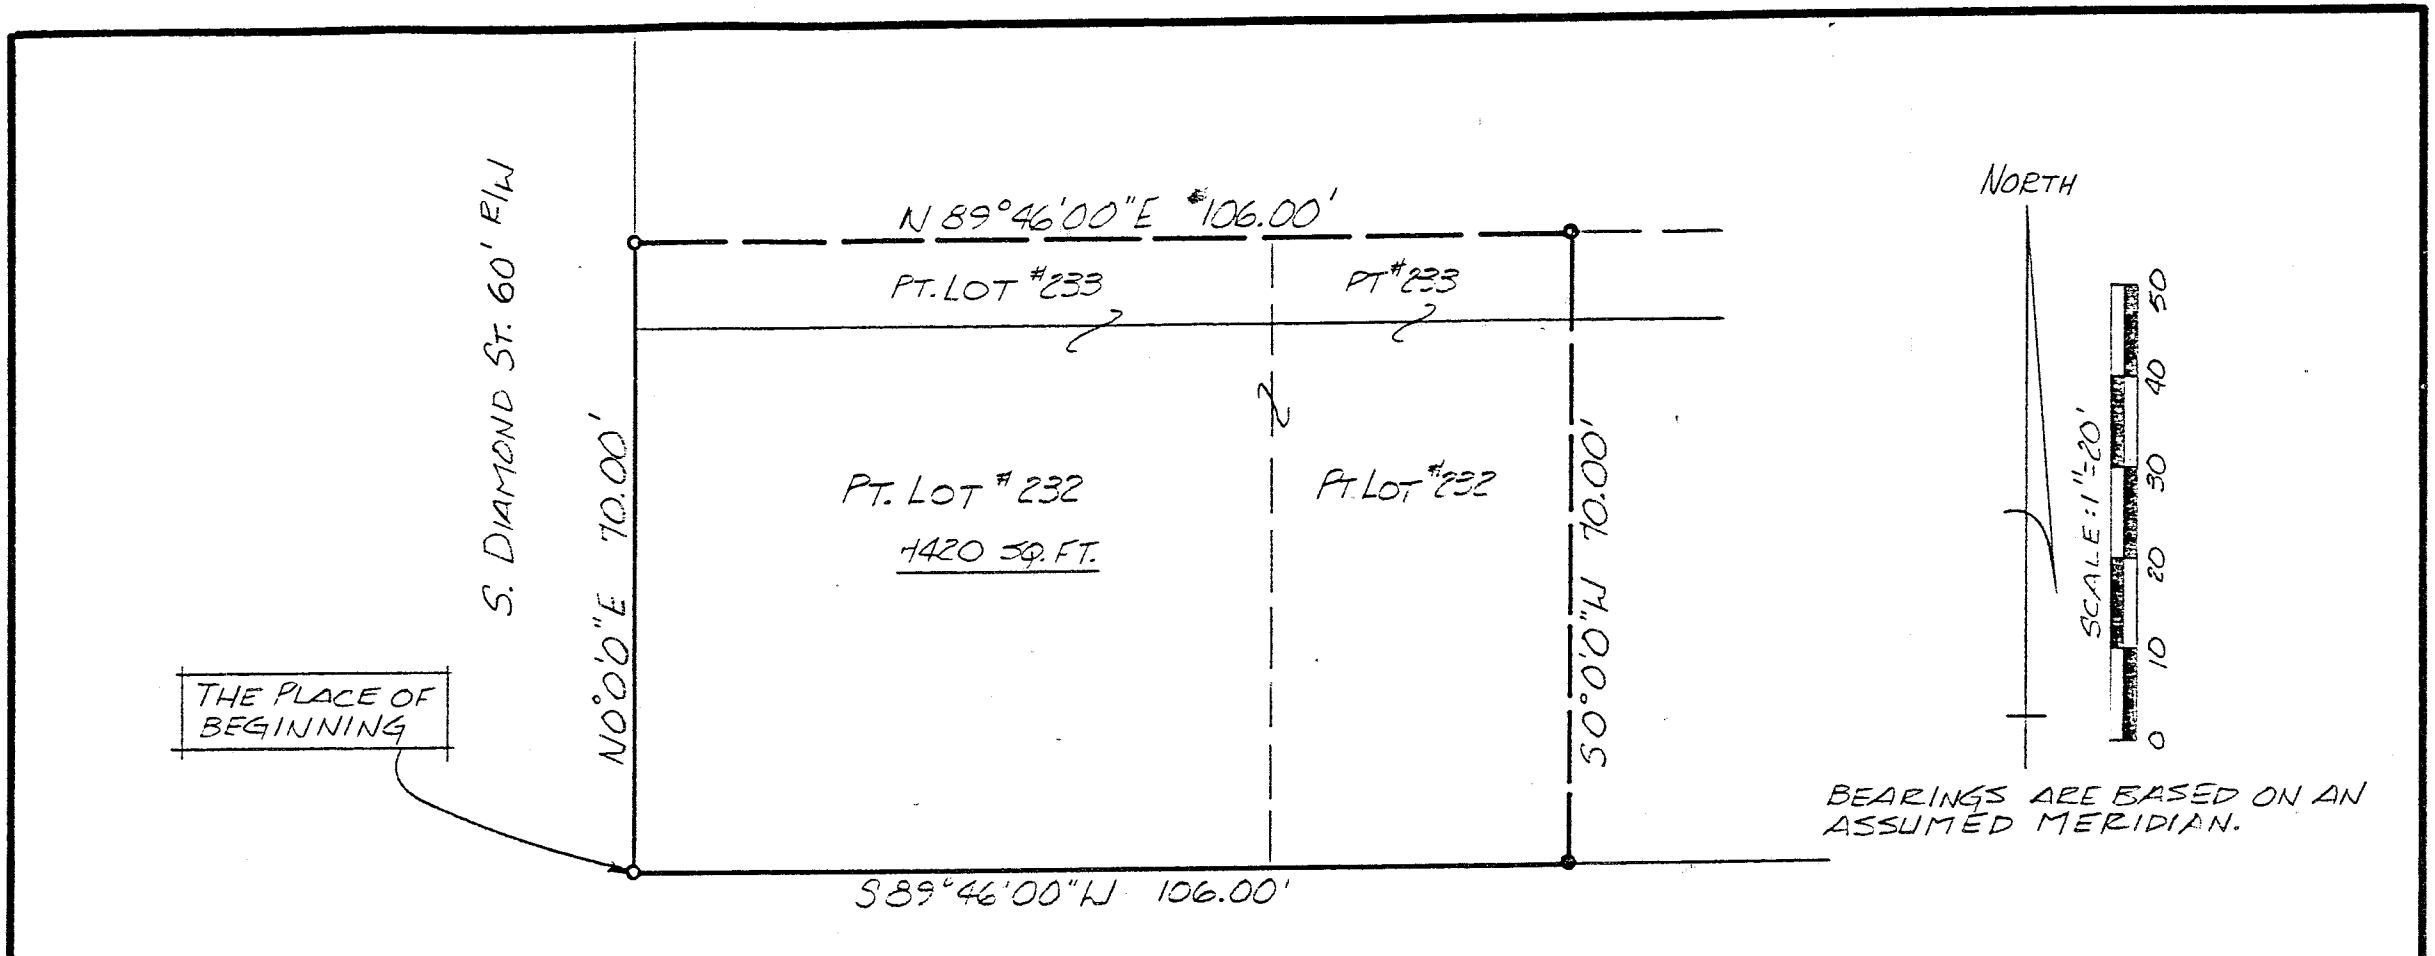 NORTH
N 89°46'00"E 106.00'
PT. LOT #233
PT #233
S. DIAMOND ST. 60' R/W
N0°0'0"E 70.00'
PT. LOT #232
7420 SQ. FT.
PT. LOT #232
S0°0'0"W 70.00'
SCALE: 1"=20'
0 10 20 30 40 50
THE PLACE OF
BEGINNING
BEARINGS ARE BASED ON AN
ASSUMED MERIDIAN.
S 89°46'00"W 106.00'